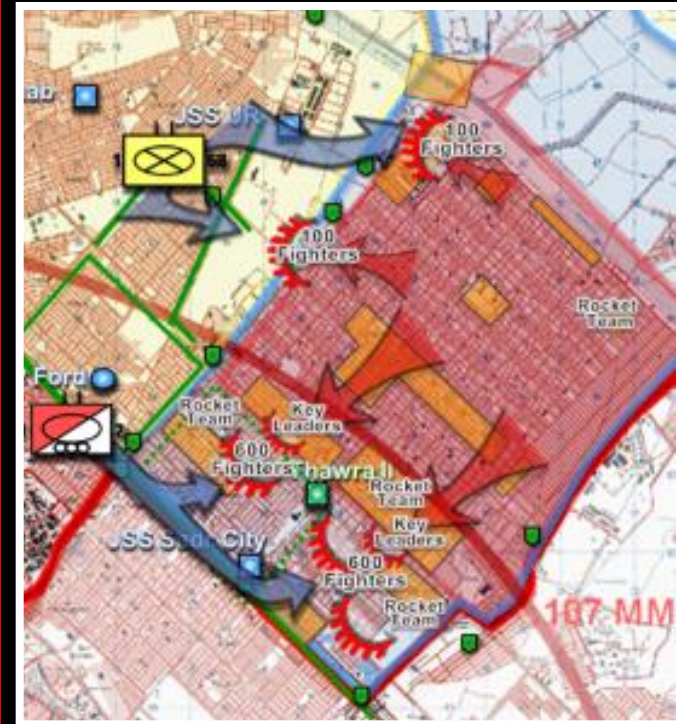 ab
JSS UR
100
Fighters
68
100
Fighters
Rocket
Team
Ford
Rocket
Team
Key
Leaders
600
Fighters
hawra II
Rocket
Team
Key
Leaders
JSS Sadr City
600
Fighters
Rocket
Team
107 MM